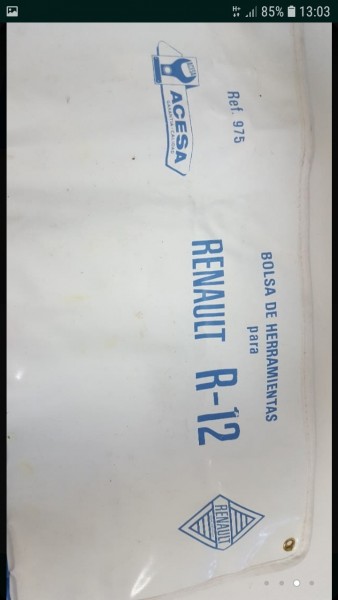 85% 13:03
BOLSA DE HERRAMIENTAS
para
RENAULT R-12
Ref. 975
ACESA
RENAULT